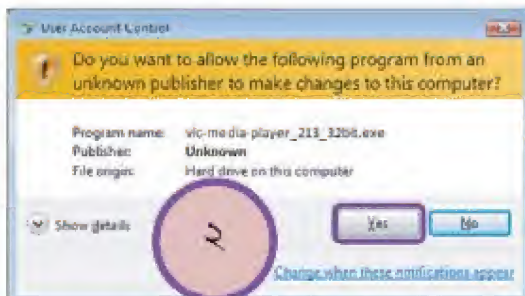 User Account Control
Do you want to allow the following program from an
unknown publisher to make changes to this computer?
Program name: vlc-media-player_213_32bit.exe
Publisher: Unknown
File origin: Hard drive on this computer
Show details
२
Yes
No
Change when these notifications appear